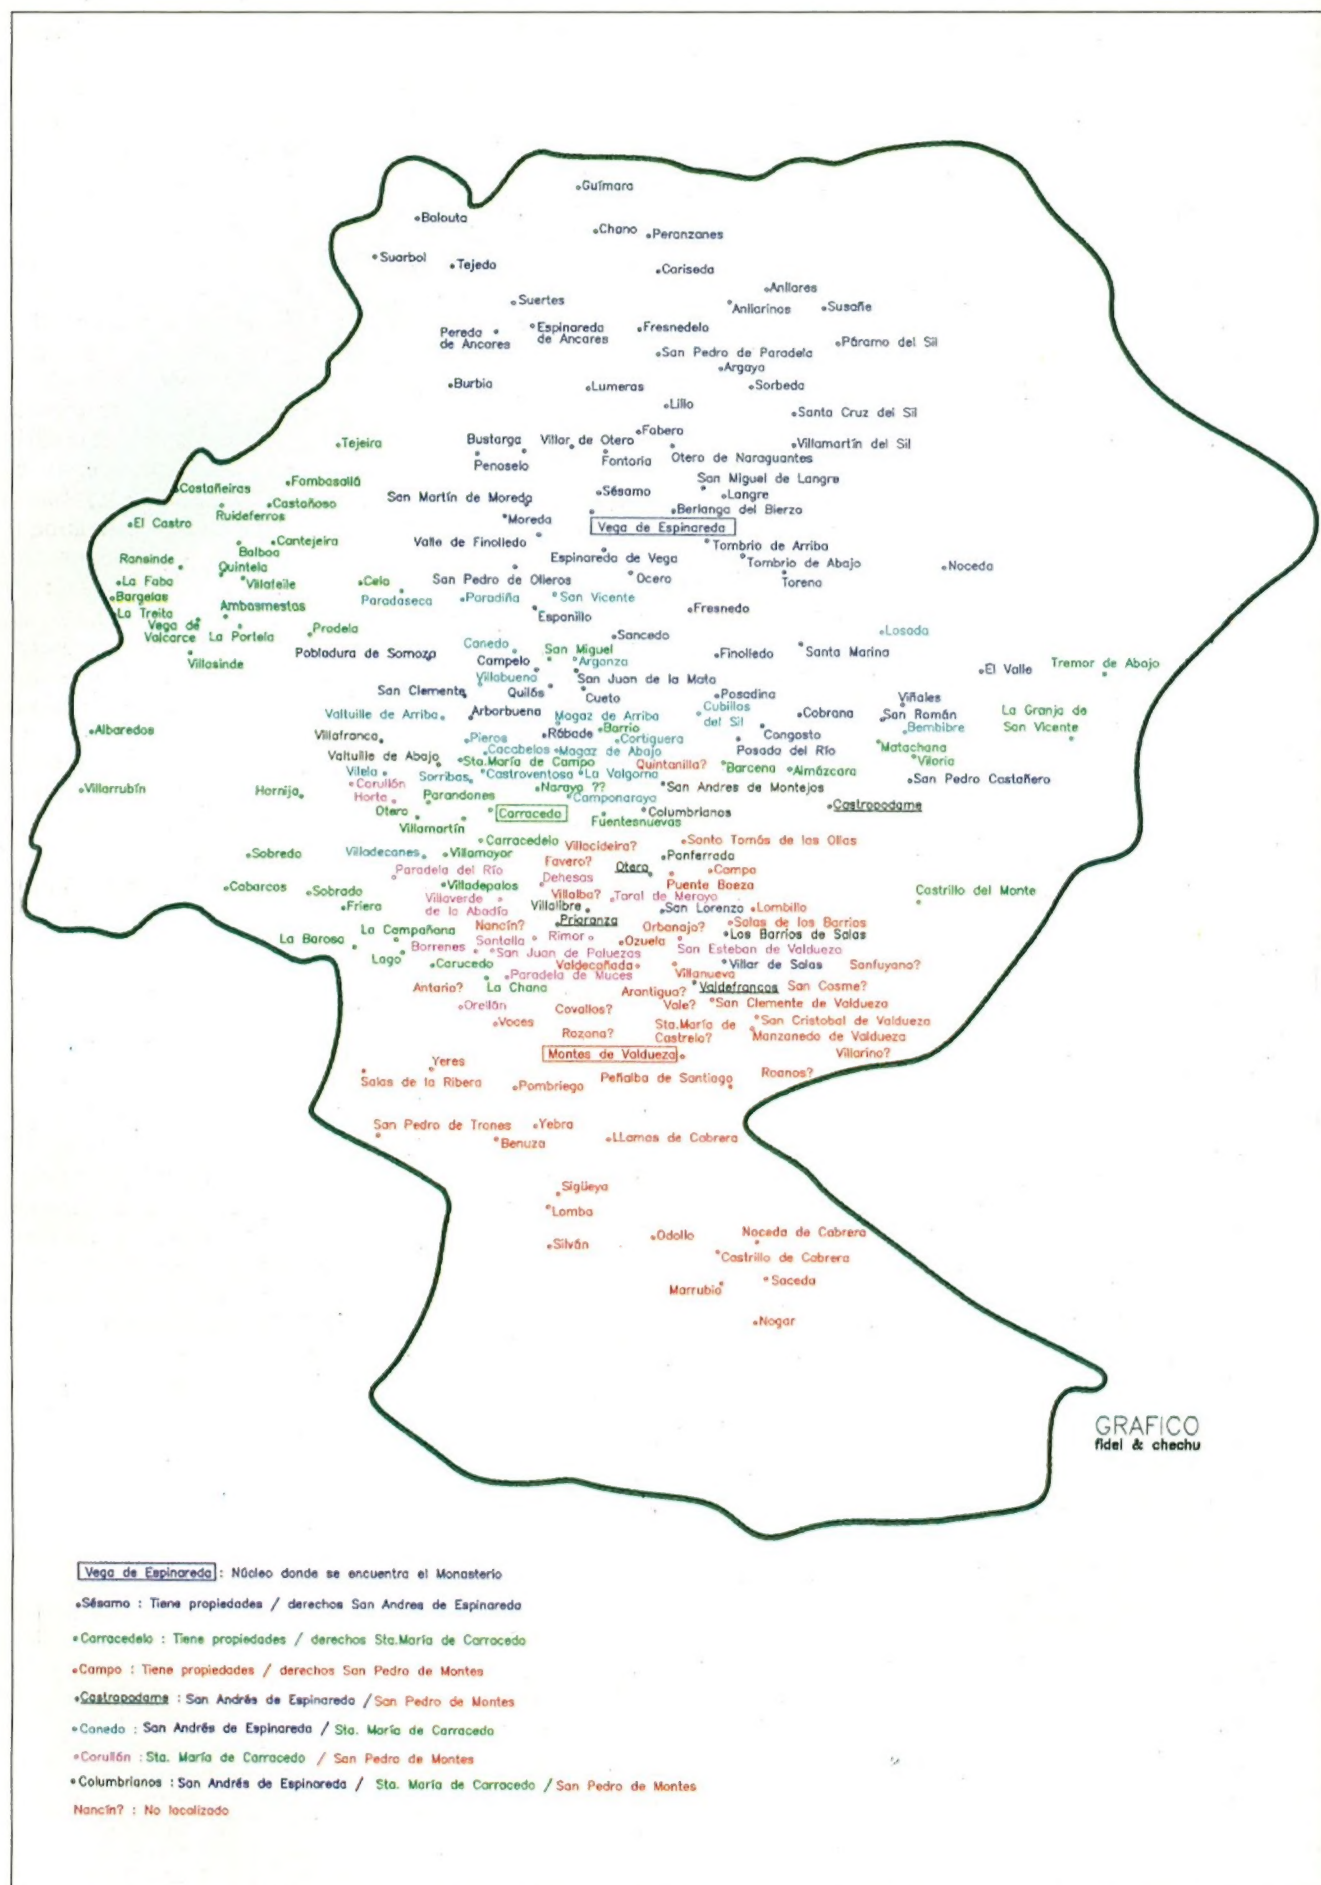 Guímara
Balouta
Chano
Peranzanes
Suarbol
Tejedo
Cariseda
Anllares
Suertes
Anllarinos
Susañe
Pereda
de Ancares
Espinareda
de Ancares
Fresnedelo
Páramo del Sil
San Pedro de Paradela
Argaya
Burbia
Lumeras
Sorbeda
Lillo
Santa Cruz del Sil
Tejeira
Fabero
Bustarga
Villar de Otero
Villamartín del Sil
Penoselo
Fontoria
Otero de Naraguantes
San Miguel de Langre
Fombasallá
Costañeiras
San Martín de Moreda
Sésamo
Langre
Castañoso
Ruideferros
Berlanga del Bierzo
El Castro
Moreda
Vega de Espinareda
Cantejeira
Valle de Finolledo
Tombrio de Arriba
Balboa
Ransinde
Espinareda de Vega
Tombrio de Abajo
Quintela
Noceda
La Faba
Villafeile
Cela
San Pedro de Olleros
Ocero
Torena
Bargelas
Paradaseca
Paradiña
San Vicente
La Treita
Ambasmestas
Espanillo
Fresnedo
Vega de
Valcarce
La Portela
Pradela
Sancedo
Losada
Canedo
San Miguel
Villasinde
Pobladura de Somoza
Campelo
Arganza
Finolledo
Santa Marina
El Valle
Tremor de Abajo
Villabuena
San Juan de la Mata
San Clemente
Quilós
Cueto
Posadina
Viñales
Valtuille de Arriba
Arborbuena
Magaz de Arriba
Cubillos
del Sil
Cobrana
San Román
La Granja de
San Vicente
Albaredos
Villafranca
Pieros
Rábade
Barrio
Cortiguera
Congosto
Bembibre
Valtuille de Abajo
Cacabelos
Magaz de Abajo
Posada del Río
Matachana
Sta.María de Campo
Quintanilla?
Viloria
Vilela
Sorribas
Castroventosa
La Valgoma
Barcena
Almázcara
San Pedro Castañero
Corullón
Villarrubín
Hornija
Horta
Parandones
Naraya ??
Camponaraya
San Andres de Montejos
Otero
Carracedo
Columbrianos
Castropodame
Villamartín
Fuentesnuevas
Carracedelo
Villacideira?
Santo Tomás de las Ollas
Sobredo
Villadecanes
Villamayor
Favero?
Ponferrada
Otero
Campo
Paradela del Río
Dehesas
Puente Boeza
Cabarcos
Sobrado
Villadepalos
Villalba?
Toral de Merayo
Castrillo del Monte
Friera
Villaverde
de la Abadía
Villalibre
San Lorenzo
Lombillo
Nancín?
Prioranza
Orbanajo?
Salas de los Barrios
La Campañana
Los Barrios de Salas
La Barosa
Borrenes
Santalla
Rimor
Ozuela
San Esteban de Valdueza
Lago
San Juan de Paluezas
Carucedo
Valdecañada
Villar de Salas
Sanfuyano?
Paradela de Muces
Villanueva
Antario?
La Chana
Arantigua?
Valdefrancos
San Cosme?
Orellán
Covallos?
Vale?
San Clemente de Valdueza
Voces
Sta.María de
Castrelo?
San Cristobal de Valdueza
Rozana?
Manzanedo de Valdueza
Montes de Valdueza
Villarino?
Yeres
Salas de la Ribera
Pombriego
Peñalba de Santiago
Roanos?
San Pedro de Trones
Yebra
Benuza
LLamas de Cabrera
Sigüeya
Lomba
Silván
Odollo
Noceda de Cabrera
Castrillo de Cabrera
Marrubio
Saceda
Nogar
GRAFICO
fidel & chechu
Vega de Espinareda : Núcleo donde se encuentra el Monasterio
Sésamo : Tiene propiedades / derechos San Andres de Espinareda
Carracedelo : Tiene propiedades / derechos Sta.María de Carracedo
Campo : Tiene propiedades / derechos San Pedro de Montes
Castropodame : San Andrés de Espinareda / San Pedro de Montes
Canedo : San Andrés de Espinareda / Sta. María de Carracedo
Corullón : Sta. María de Carracedo / San Pedro de Montes
Columbrianos : San Andrés de Espinareda / Sta. María de Carracedo / San Pedro de Montes
Nancín? : No localizado